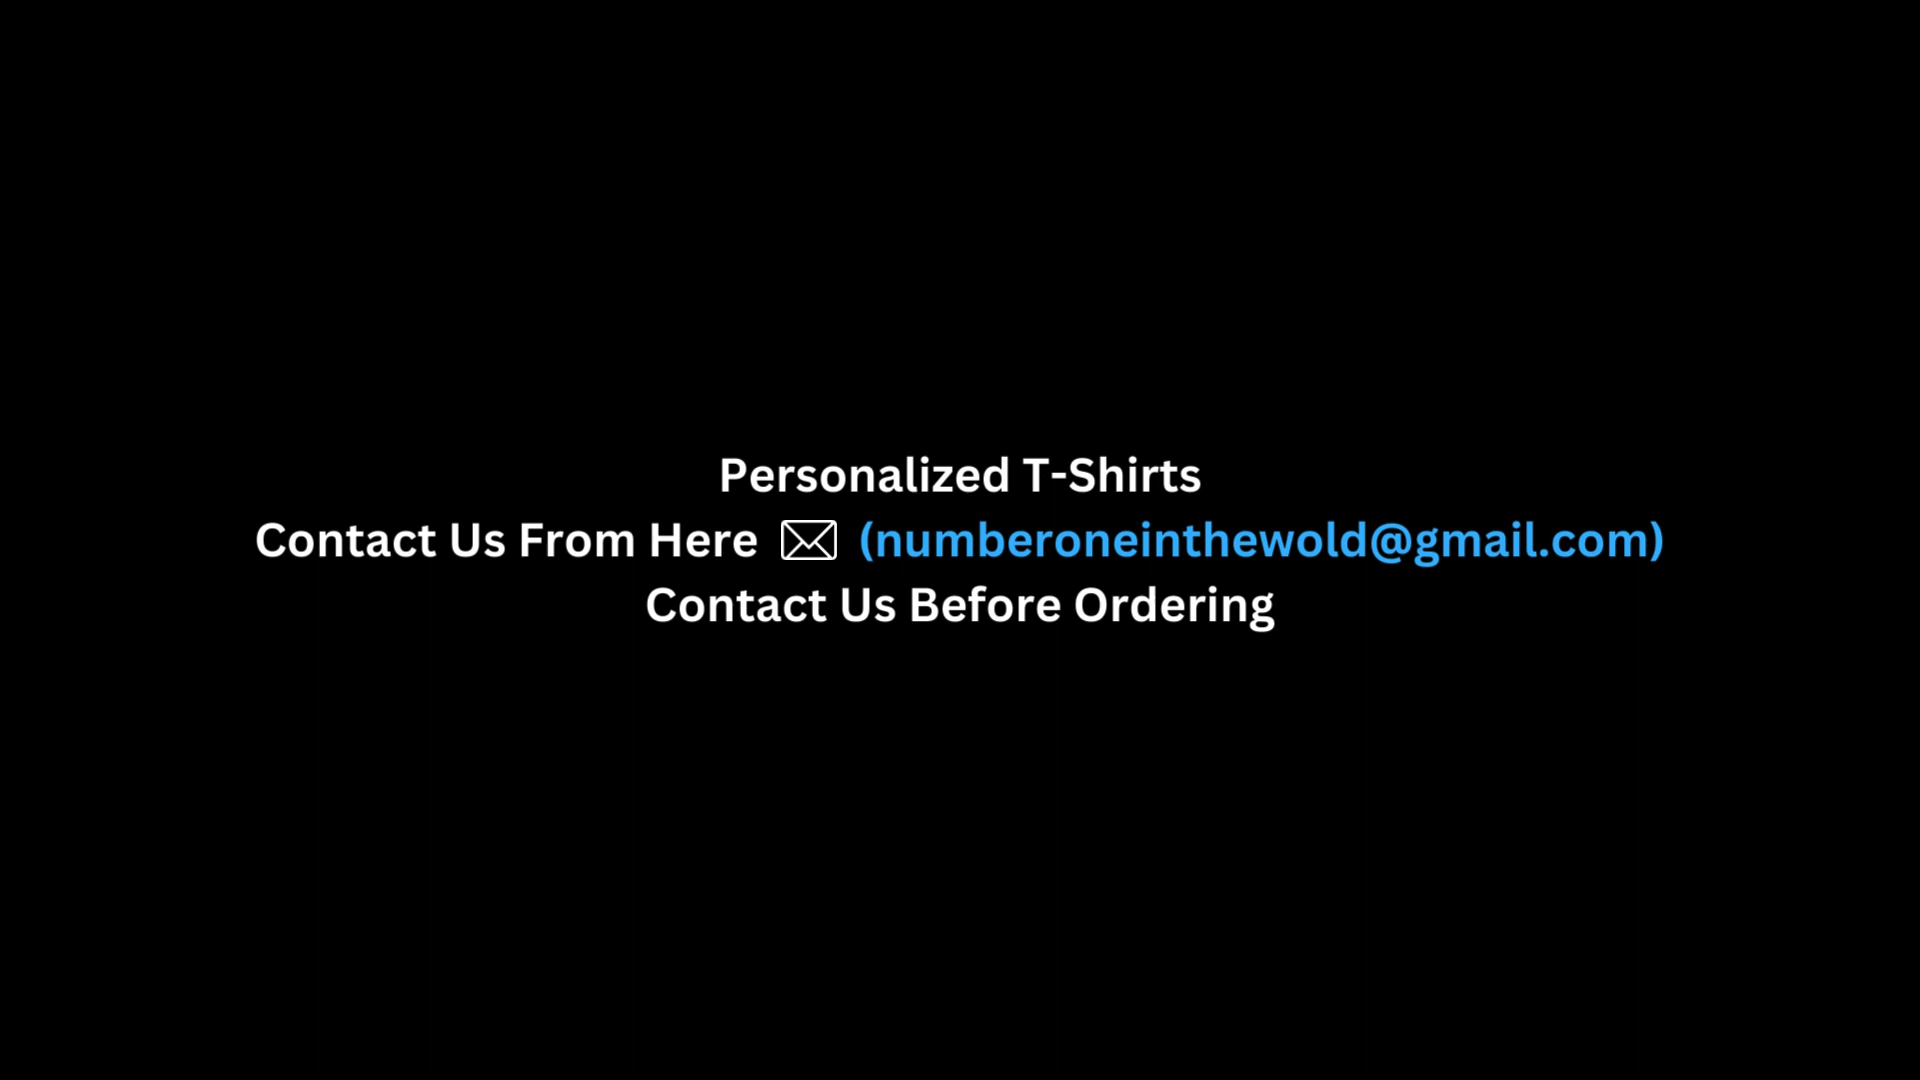 Personalized T-Shirts
Contact Us From Here ✉ (numberoneinthewold@gmail.com)
Contact Us Before Ordering